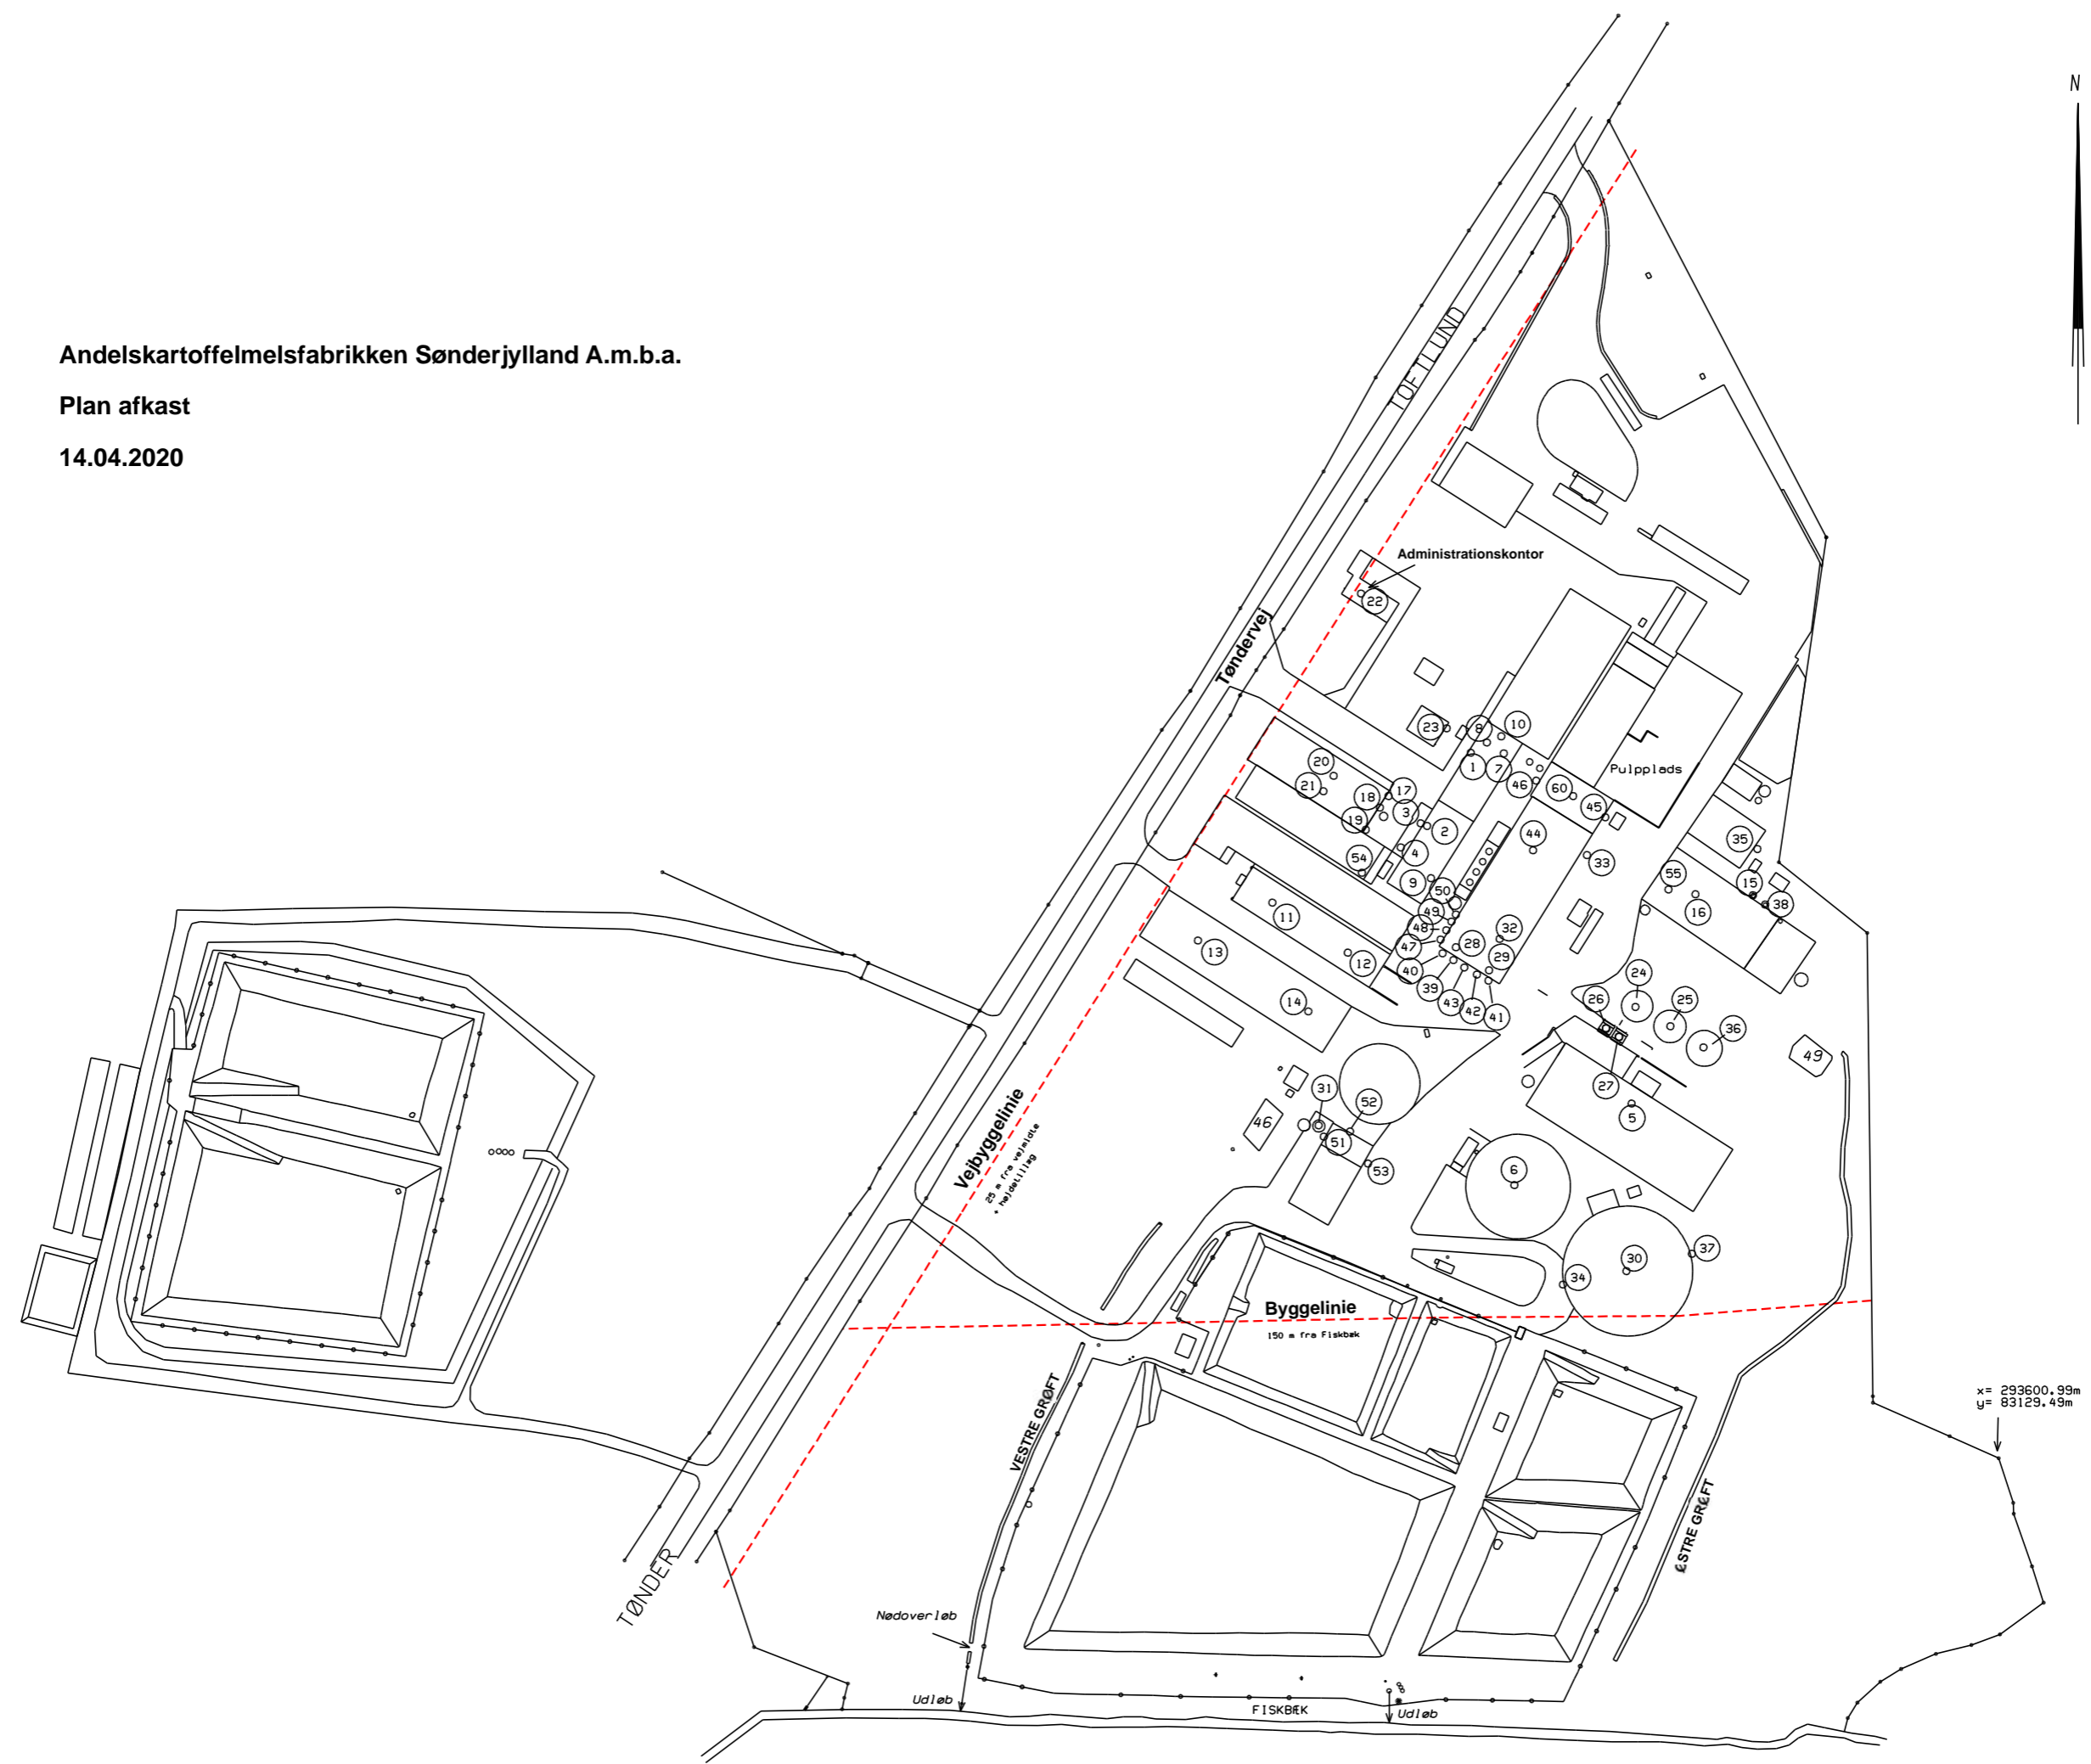 N
Andelskartoffelmelsfabrikken Sønderjylland A.m.b.a.
Plan afkast
14.04.2020
TOFTLUND
Administrationskontor
22
Tøndervej
23
8
10
1
7
Pulpplads
20
21
18
17
46
60
45
19
3
2
44
35
54
4
33
9
50
55
15
11
49
16
38
48
32
13
47
28
12
40
29
24
39
26
25
14
43
42
41
36
49
27
31
52
5
46
51
53
6
Vejbyggelinie
25 m fra vejmidte
+ højdetillæg
37
30
34
Byggelinie
150 m fra Fiskbæk
VESTRE GRØFT
x= 293600.99m
y= 83129.49m
ØSTRE GRØFT
TØNDER
Nødoverløb
Udløb
FISKBÆK
Udløb